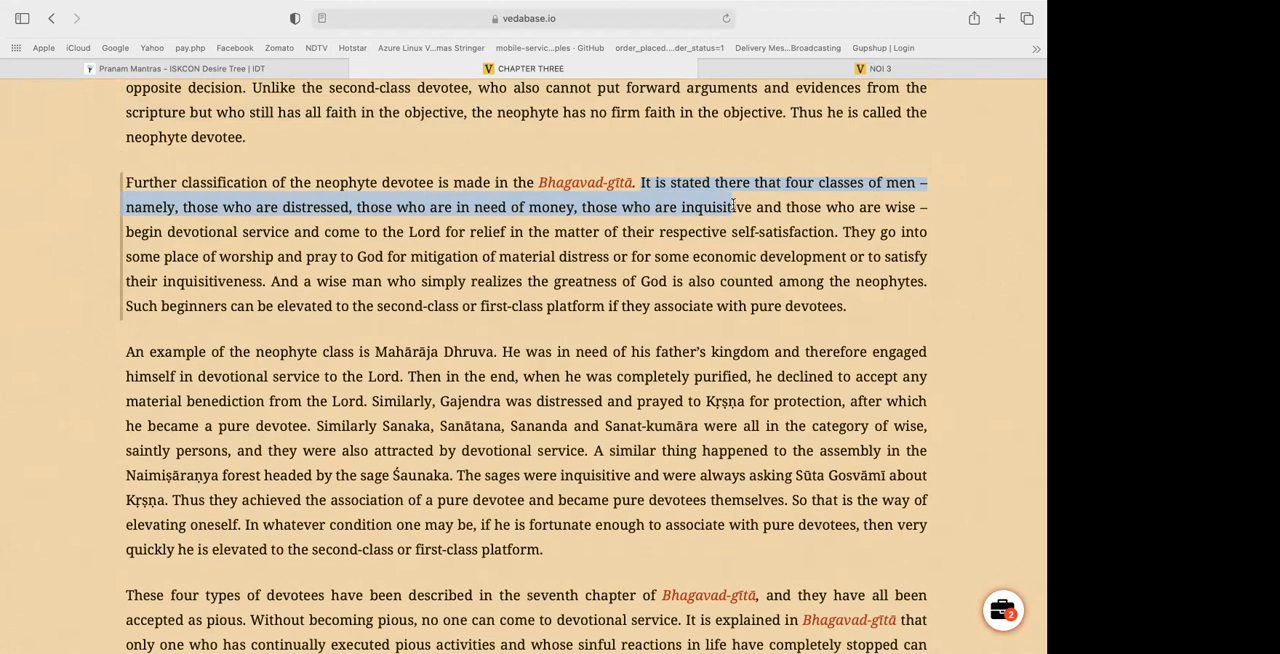 vedabase.io
Apple iCloud Google Yahoo pay.php Facebook Zomato NDTV Hotstar Azure Linux V...mas Stringer mobile-servic...ples · GitHub order_placed....der_status=1 Delivery Mes...Broadcasting Gupshup | Login
Pranam Mantras - ISKCON Desire Tree | IDT
V CHAPTER THREE
V NOI 3
opposite decision. Unlike the second-class devotee, who also cannot put forward arguments and evidences from the
scripture but who still has all faith in the objective, the neophyte has no firm faith in the objective. Thus he is called the
neophyte devotee.
Further classification of the neophyte devotee is made in the Bhagavad-gītā. It is stated there that four classes of men –
namely, those who are distressed, those who are in need of money, those who are inquisitive and those who are wise –
begin devotional service and come to the Lord for relief in the matter of their respective self-satisfaction. They go into
some place of worship and pray to God for mitigation of material distress or for some economic development or to satisfy
their inquisitiveness. And a wise man who simply realizes the greatness of God is also counted among the neophytes.
Such beginners can be elevated to the second-class or first-class platform if they associate with pure devotees.
An example of the neophyte class is Mahārāja Dhruva. He was in need of his father's kingdom and therefore engaged
himself in devotional service to the Lord. Then in the end, when he was completely purified, he declined to accept any
material benediction from the Lord. Similarly, Gajendra was distressed and prayed to Kṛṣṇa for protection, after which
he became a pure devotee. Similarly Sanaka, Sanātana, Sananda and Sanat-kumāra were all in the category of wise,
saintly persons, and they were also attracted by devotional service. A similar thing happened to the assembly in the
Naimiṣāraṇya forest headed by the sage Śaunaka. The sages were inquisitive and were always asking Sūta Gosvāmī about
Kṛṣṇa. Thus they achieved the association of a pure devotee and became pure devotees themselves. So that is the way of
elevating oneself. In whatever condition one may be, if he is fortunate enough to associate with pure devotees, then very
quickly he is elevated to the second-class or first-class platform.
These four types of devotees have been described in the seventh chapter of Bhagavad-gītā, and they have all been
accepted as pious. Without becoming pious, no one can come to devotional service. It is explained in Bhagavad-gītā that
only one who has continually executed pious activities and whose sinful reactions in life have completely stopped can
2